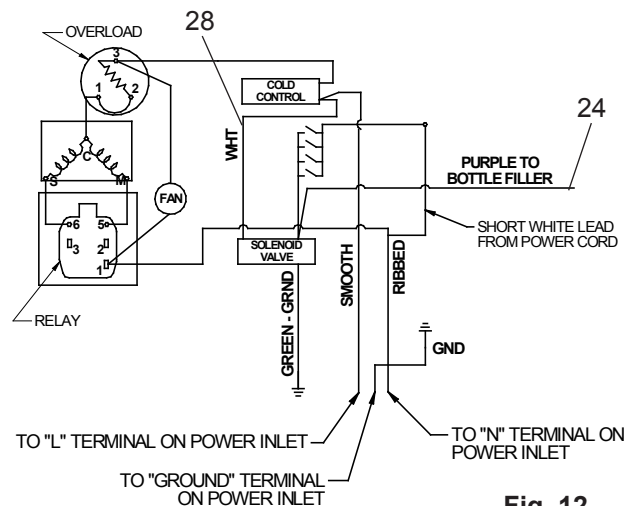 OVERLOAD
28
3
1
2
COLD
CONTROL
24
WHT
PURPLE TO
BOTTLE FILLER
C
S
M
FAN
SHORT WHITE LEAD
FROM POWER CORD
6
5
3
2
1
SOLENOID
VALVE
SMOOTH
RIBBED
GREEN - GRND
RELAY
GND
TO "L" TERMINAL ON POWER INLET
TO "N" TERMINAL ON
POWER INLET
TO "GROUND" TERMINAL
ON POWER INLET
Fig. 12